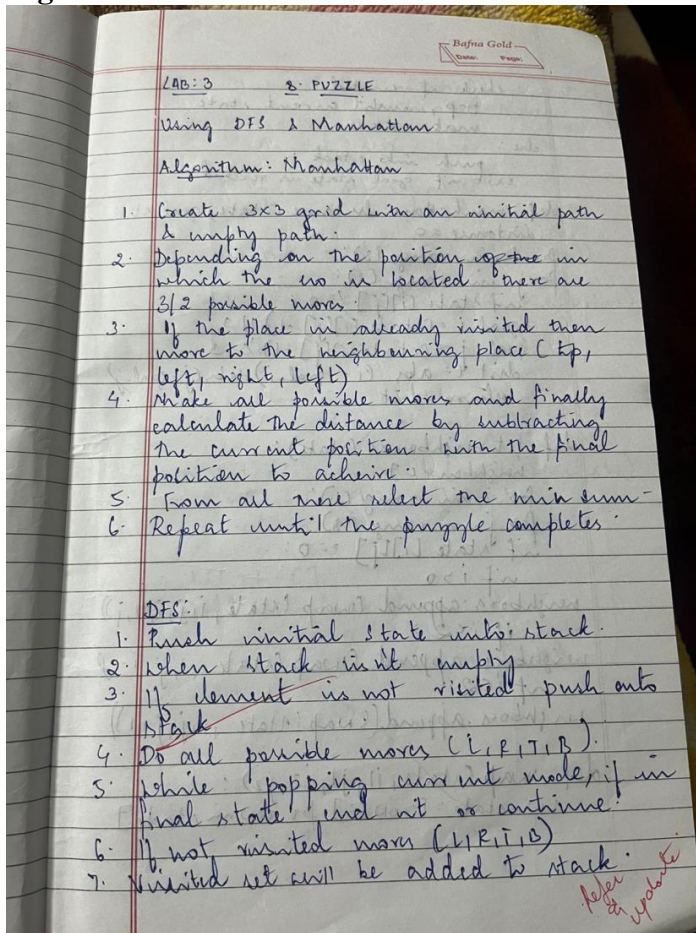 Bafna Gold
Date: Page:
LAB: 3 8- PUZZLE
Using DFS & Manhattan
Algorithm: Manhattan
1. Create 3x3 grid with an initial path
& empty path.
2. Depending on the position of the in
which the no is located there are
3/2 possible moves.
3. If the place is already visited then
move to the neighbouring place (top,
left, right, left)
4. Make all possible moves and finally
calculate the distance by subtracting
the current position with the final
position to acheive.
5. From all select the min sum-
6. Repeat until the puzzle completes.
DFS:
1. Push initial state into stack.
2. When stack isn't empty
3. If element is not visited push onto
stack
4. Do all possible moves (L, R, T, B).
5. While popping current node, if in
final state end it or continue.
6. If not visited moves (L, R, T, B)
7. Visited set will be added to stack.
Refer
& update